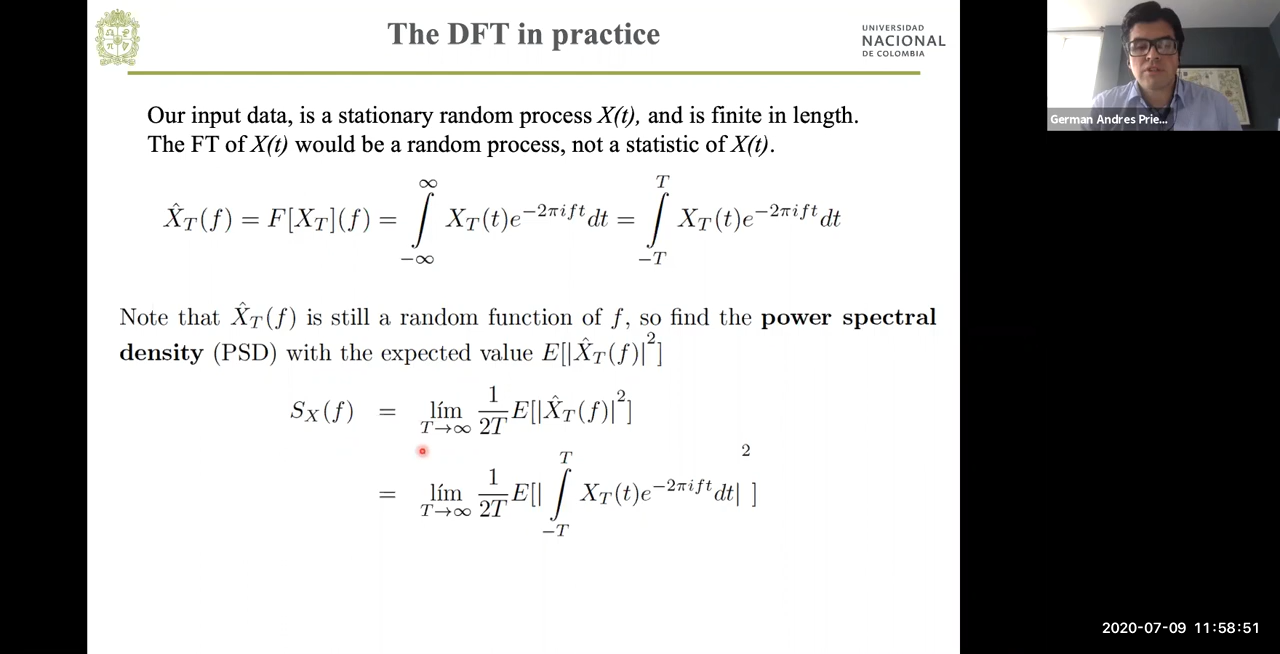 The DFT in practice
UNIVERSIDAD
NACIONAL
DE COLOMBIA
Our input data, is a stationary random process X(t), and is finite in length.
The FT of X(t) would be a random process, not a statistic of X(t).
X̂_T(f) = F[X_T](f) = ∫_{−∞}^{∞} X_T(t)e^{−2πift}dt = ∫_{−T}^{T} X_T(t)e^{−2πift}dt
Note that X̂_T(f) is still a random function of f, so find the power spectral
density (PSD) with the expected value E[|X̂_T(f)|²]
S_X(f) = lím_{T→∞} 1/2T E[|X̂_T(f)|²]
= lím_{T→∞} 1/2T E[| ∫_{−T}^{T} X_T(t)e^{−2πift}dt|² ]
German Andres Prie...
2020-07-09 11:58:51